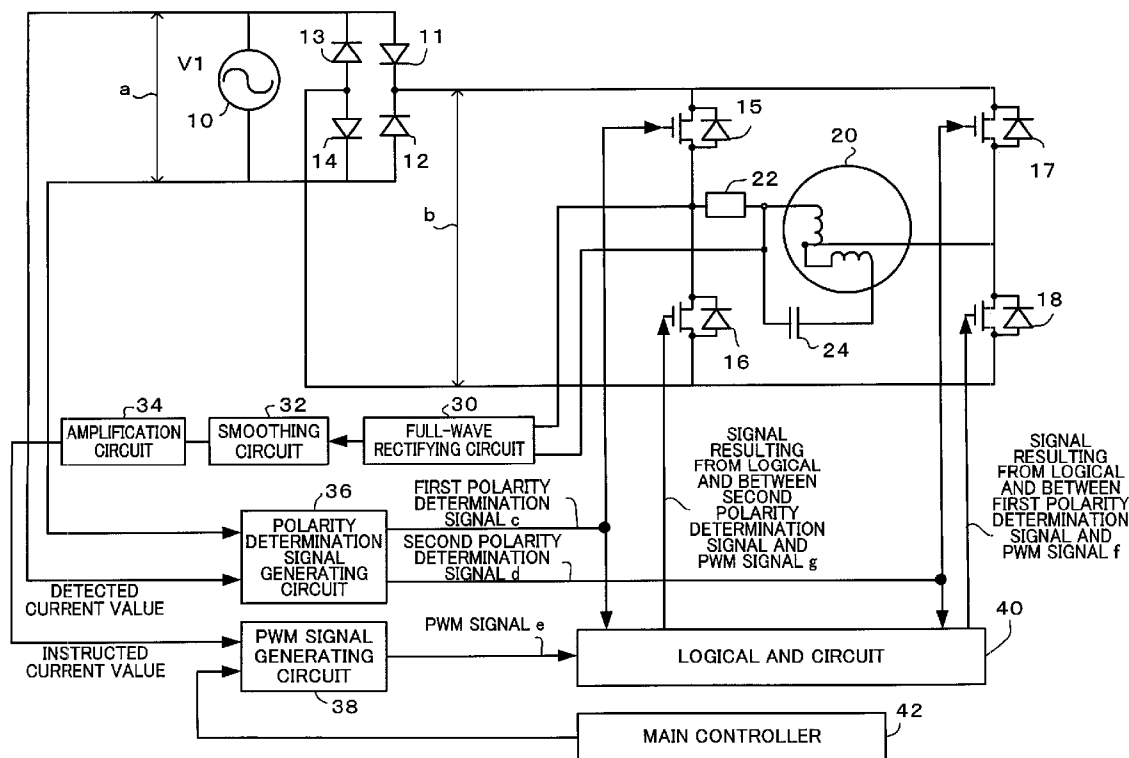 13
11
V1
a
10
14
12
15
20
17
22
b
16
24
18
34
32
30
AMPLIFICATION
CIRCUIT
SMOOTHING
CIRCUIT
FULL-WAVE
RECTIFYING CIRCUIT
SIGNAL
RESULTING
FROM LOGICAL
AND BETWEEN
SECOND
POLARITY
DETERMINATION
SIGNAL AND
PWM SIGNAL g
SIGNAL
RESULTING
FROM LOGICAL
AND BETWEEN
FIRST POLARITY
DETERMINATION
SIGNAL AND
PWM SIGNAL f
36
FIRST POLARITY
DETERMINATION
SIGNAL c
POLARITY
DETERMINATION
SIGNAL
GENERATING
CIRCUIT
SECOND POLARITY
DETERMINATION
SIGNAL d
DETECTED
CURRENT VALUE
INSTRUCTED
CURRENT VALUE
PWM SIGNAL
GENERATING
CIRCUIT
38
PWM SIGNAL e
40
LOGICAL AND CIRCUIT
42
MAIN CONTROLLER